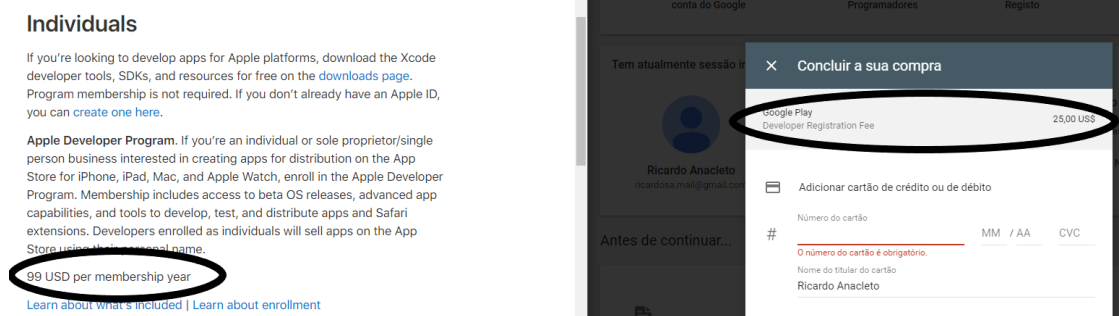 Individuals
If you're looking to develop apps for Apple platforms, download the Xcode
developer tools, SDKs, and resources for free on the downloads page.
Program membership is not required. If you don't already have an Apple ID,
you can create one here.
Apple Developer Program. If you're an individual or sole proprietor/single
person business interested in creating apps for distribution on the App
Store for iPhone, iPad, Mac, and Apple Watch, enroll in the Apple Developer
Program. Membership includes access to beta OS releases, advanced app
capabilities, and tools to develop, test, and distribute apps and Safari
extensions. Developers enrolled as individuals will sell apps on the App
Store using their personal name.
99 USD per membership year
Learn about what's included | Learn about enrollment
conta do Google
Programadores
Registo
Tem atualmente sessão
Ricardo Anacleto
ricardosa.mail@gmail.com
Antes de continuar...
× Concluir a sua compra
Google Play
Developer Registration Fee
25,00 US$
Adicionar cartão de crédito ou de débito
Número do cartão
# MM / AA CVC
O número do cartão é obrigatório.
Nome do titular do cartão
Ricardo Anacleto